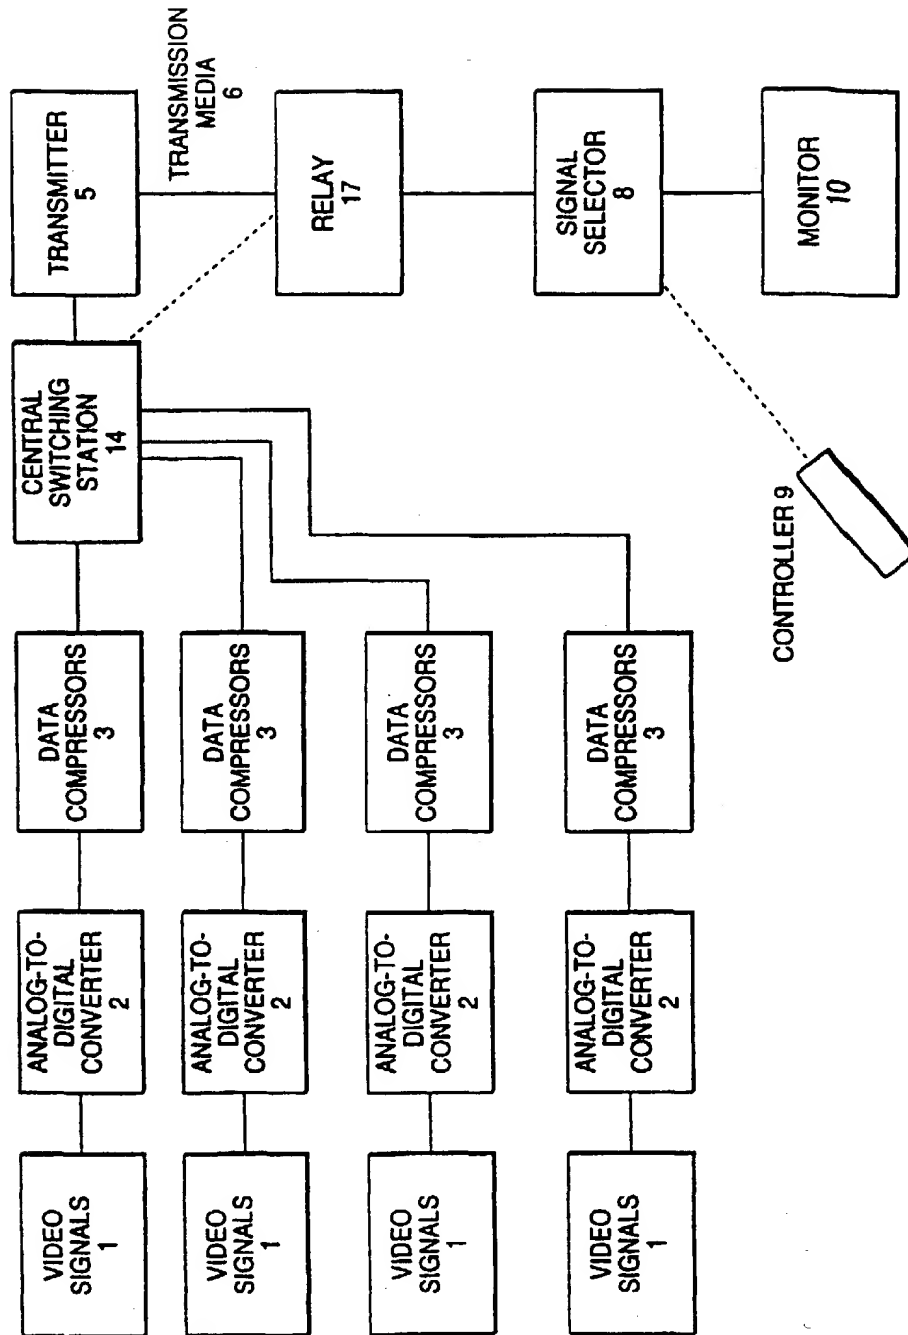 VIDEO
SIGNALS
1
ANALOG-TO-
DIGITAL
CONVERTER
2
DATA
COMPRESSORS
3
CENTRAL
SWITCHING
STATION
14
TRANSMITTER
5
TRANSMISSION
MEDIA
6
VIDEO
SIGNALS
1
ANALOG-TO-
DIGITAL
CONVERTER
2
DATA
COMPRESSORS
3
RELAY
17
VIDEO
SIGNALS
1
ANALOG-TO-
DIGITAL
CONVERTER
2
DATA
COMPRESSORS
3
SIGNAL
SELECTOR
8
VIDEO
SIGNALS
1
ANALOG-TO-
DIGITAL
CONVERTER
2
DATA
COMPRESSORS
3
CONTROLLER 9
MONITOR
10